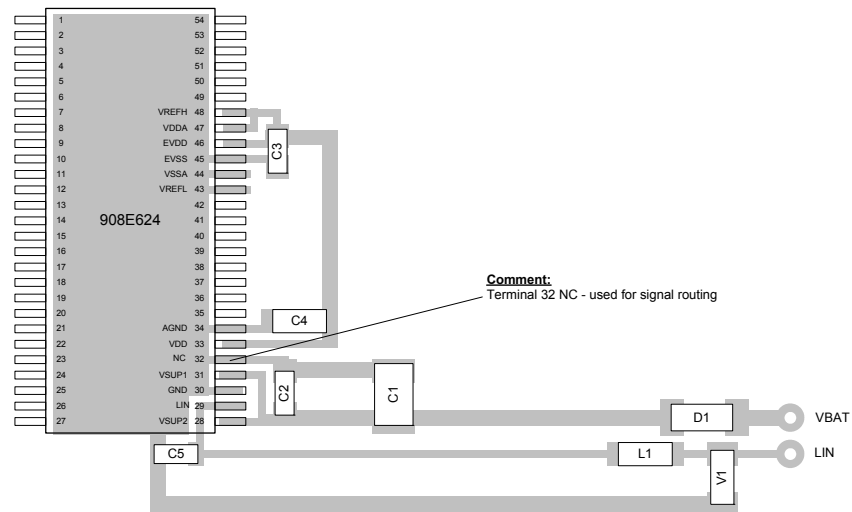 1 54
2 53
3 52
4 51
5 50
6 49
7 VREFH 48
8 VDDA 47
9 EVDD 46
10 EVSS 45
11 VSSA 44
12 VREFL 43
13 42
14 908E624 41
15 40
16 39
17 38
18 37
19 36
20 35
21 AGND 34
22 VDD 33
23 NC 32
24 VSUP1 31
25 GND 30
26 LIN 29
27 VSUP2 28
C3
Comment:
Terminal 32 NC - used for signal routing
C4
C2
C1
D1
VBAT
C5
L1
V1
LIN